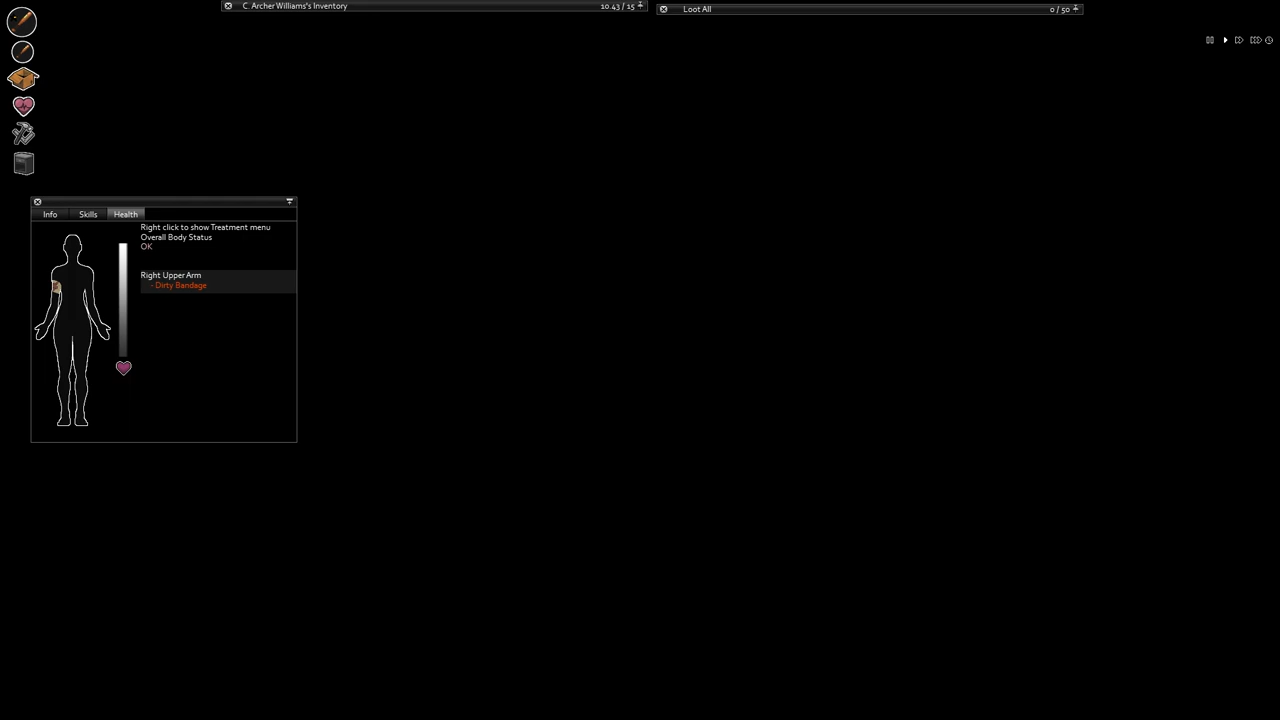 C. Archer Williams's Inventory 10.43 / 15
Loot All 0 / 50
Info Skills Health
Right click to show Treatment menu
Overall Body Status
OK
Right Upper Arm
- Dirty Bandage